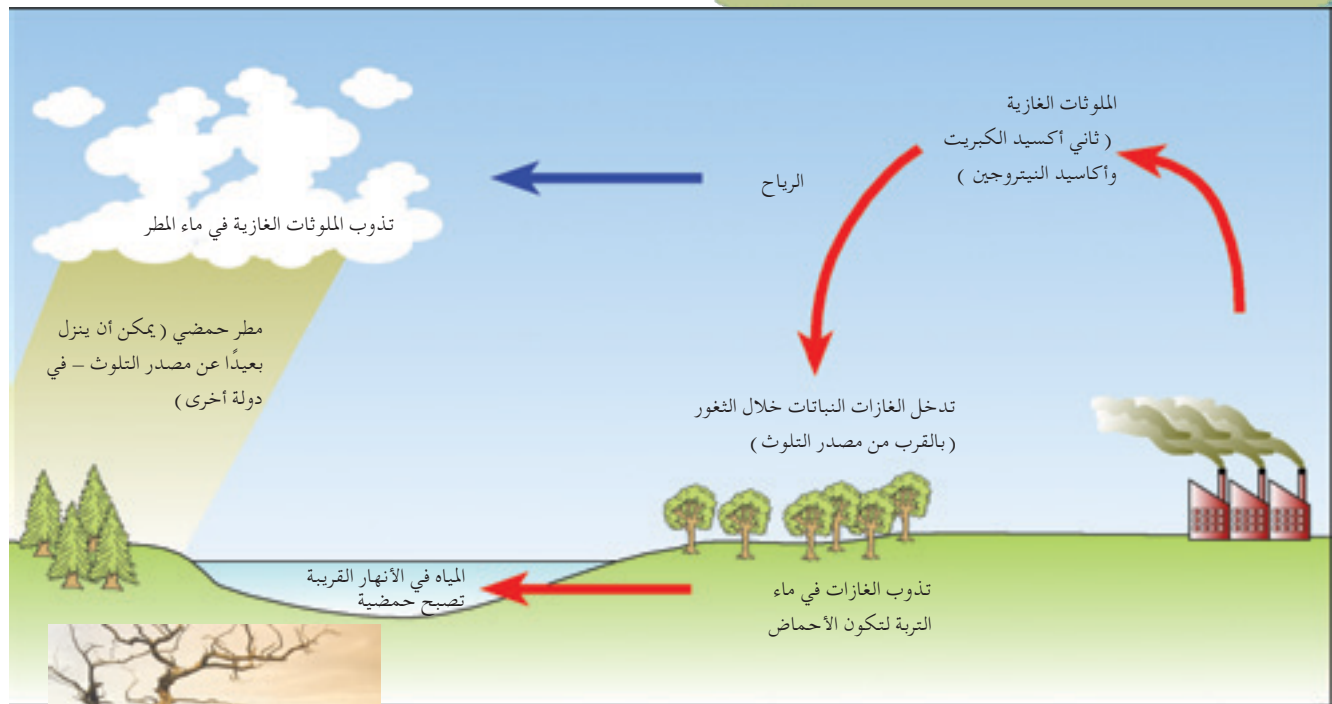 الملوثات الغازية
( ثاني أكسيد الكبريت
وأكاسيد النيتروجين )
الرياح
تذوب الملوثات الغازية في ماء المطر
مطر حمضي ( يمكن أن ينزل
بعيدًا عن مصدر التلوث – في
دولة أخرى )
تدخل الغازات النباتات خلال الثغور
( بالقرب من مصدر التلوث )
تذوب الغازات في ماء
التربة لتكون الأحماض
المياه في الأنهار القريبة
تصبح حمضية